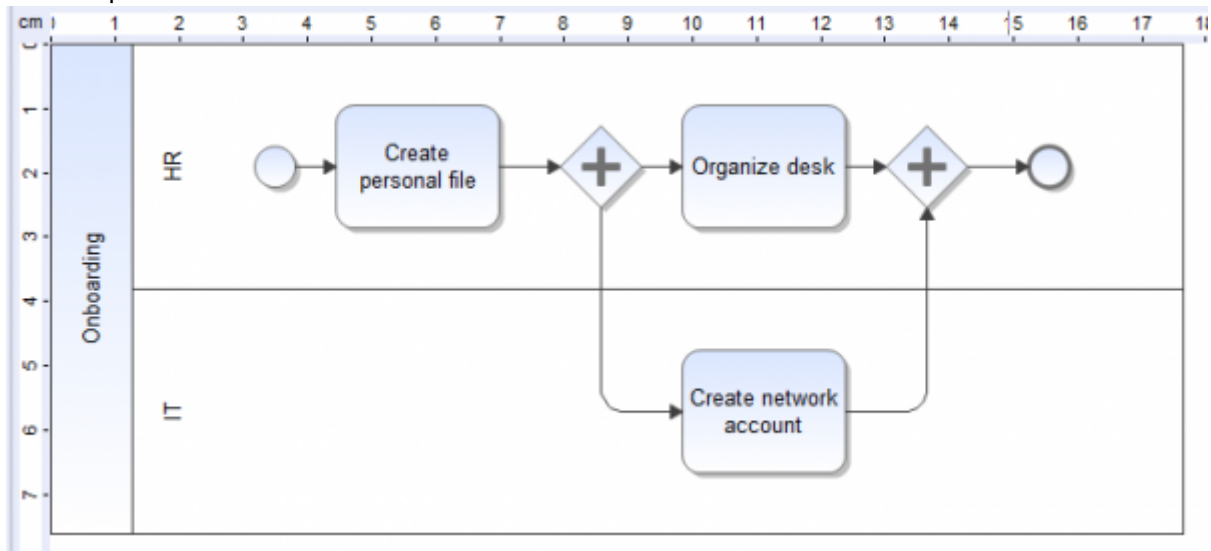 cm 1 2 3 4 5 6 7 8 9 10 11 12 13 14 15 16 17
1
2
3
4
5
6
7
Onboarding
HR
Create
personal file
Organize desk
IT
Create network
account